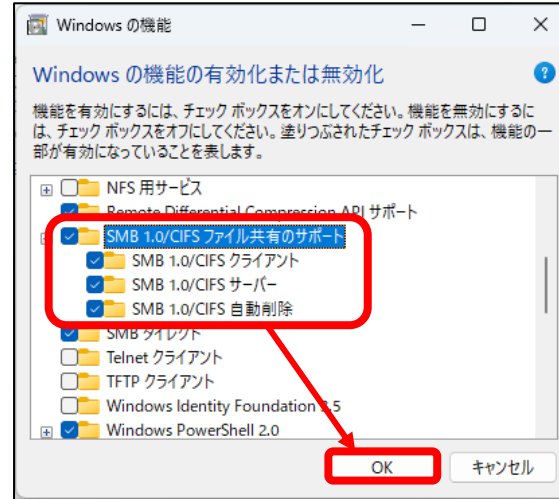 Windows の機能
Windows の機能の有効化または無効化
機能を有効にするには、チェック ボックスをオンにしてください。機能を無効にするに
は、チェック ボックスをオフにしてください。塗りつぶされたチェック ボックスは、機能の一
部が有効になっていることを表します。
NFS 用サービス
Remote Differential Compression API サポート
SMB 1.0/CIFS ファイル共有のサポート
SMB 1.0/CIFS クライアント
SMB 1.0/CIFS サーバー
SMB 1.0/CIFS 自動削除
SMB ダイレクト
Telnet クライアント
TFTP クライアント
Windows Identity Foundation 3.5
Windows PowerShell 2.0
OK
キャンセル